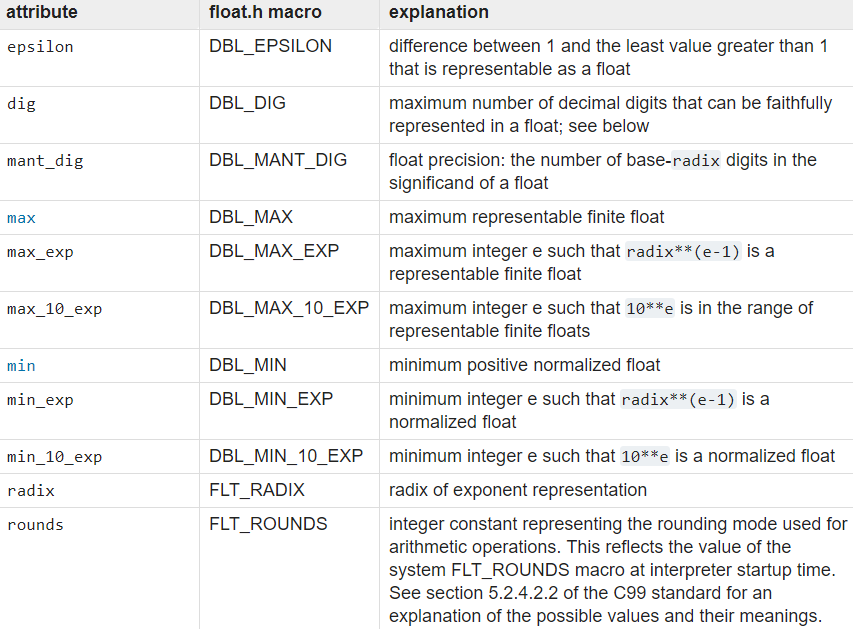 attribute float.h macro explanation
epsilon DBL_EPSILON difference between 1 and the least value greater than 1
that is representable as a float
dig DBL_DIG maximum number of decimal digits that can be faithfully
represented in a float; see below
mant_dig DBL_MANT_DIG float precision: the number of base-radix digits in the
significand of a float
max DBL_MAX maximum representable finite float
max_exp DBL_MAX_EXP maximum integer e such that radix**(e-1) is a
representable finite float
max_10_exp DBL_MAX_10_EXP maximum integer e such that 10**e is in the range of
representable finite floats
min DBL_MIN minimum positive normalized float
min_exp DBL_MIN_EXP minimum integer e such that radix**(e-1) is a
normalized float
min_10_exp DBL_MIN_10_EXP minimum integer e such that 10**e is a normalized float
radix FLT_RADIX radix of exponent representation
rounds FLT_ROUNDS integer constant representing the rounding mode used for
arithmetic operations. This reflects the value of the
system FLT_ROUNDS macro at interpreter startup time.
See section 5.2.4.2.2 of the C99 standard for an
explanation of the possible values and their meanings.